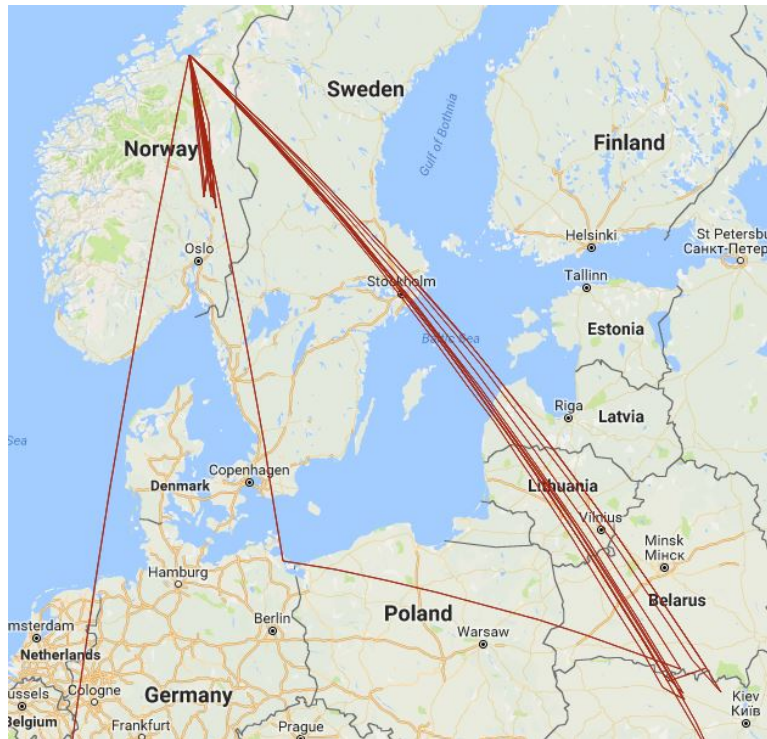 Sweden
Gulf of Bothnia
Finland
Norway
Oslo
Helsinki
St Petersbu
Санкт-Петер
Stockholm
Tallinn
Baltic Sea
Estonia
Riga
Latvia
Sea
Copenhagen
Denmark
Lithuania
Vilnius
Minsk
Мінск
Hamburg
Belarus
Berlin
Poland
msterdam
Warsaw
Netherlands
Cologne
ussels
Germany
Kiev
Київ
Belgium
Frankfurt
Prague